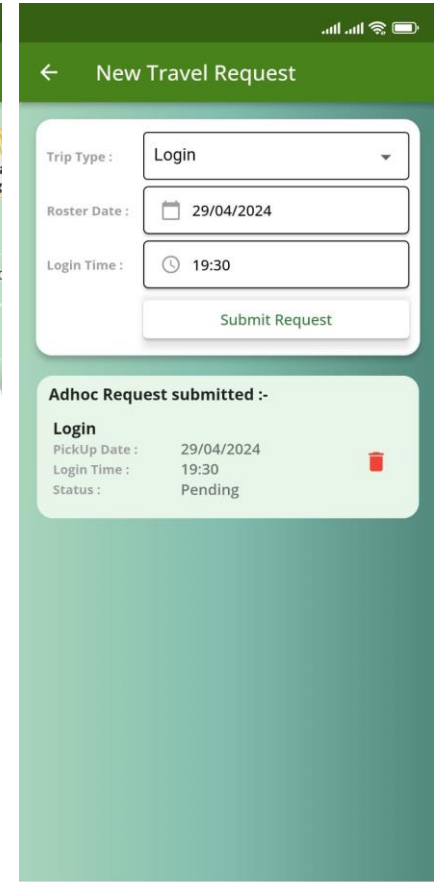 New Travel Request
Trip Type : Login
Roster Date : 29/04/2024
Login Time : 19:30
Submit Request
Adhoc Request submitted :-
Login
PickUp Date : 29/04/2024
Login Time : 19:30
Status : Pending